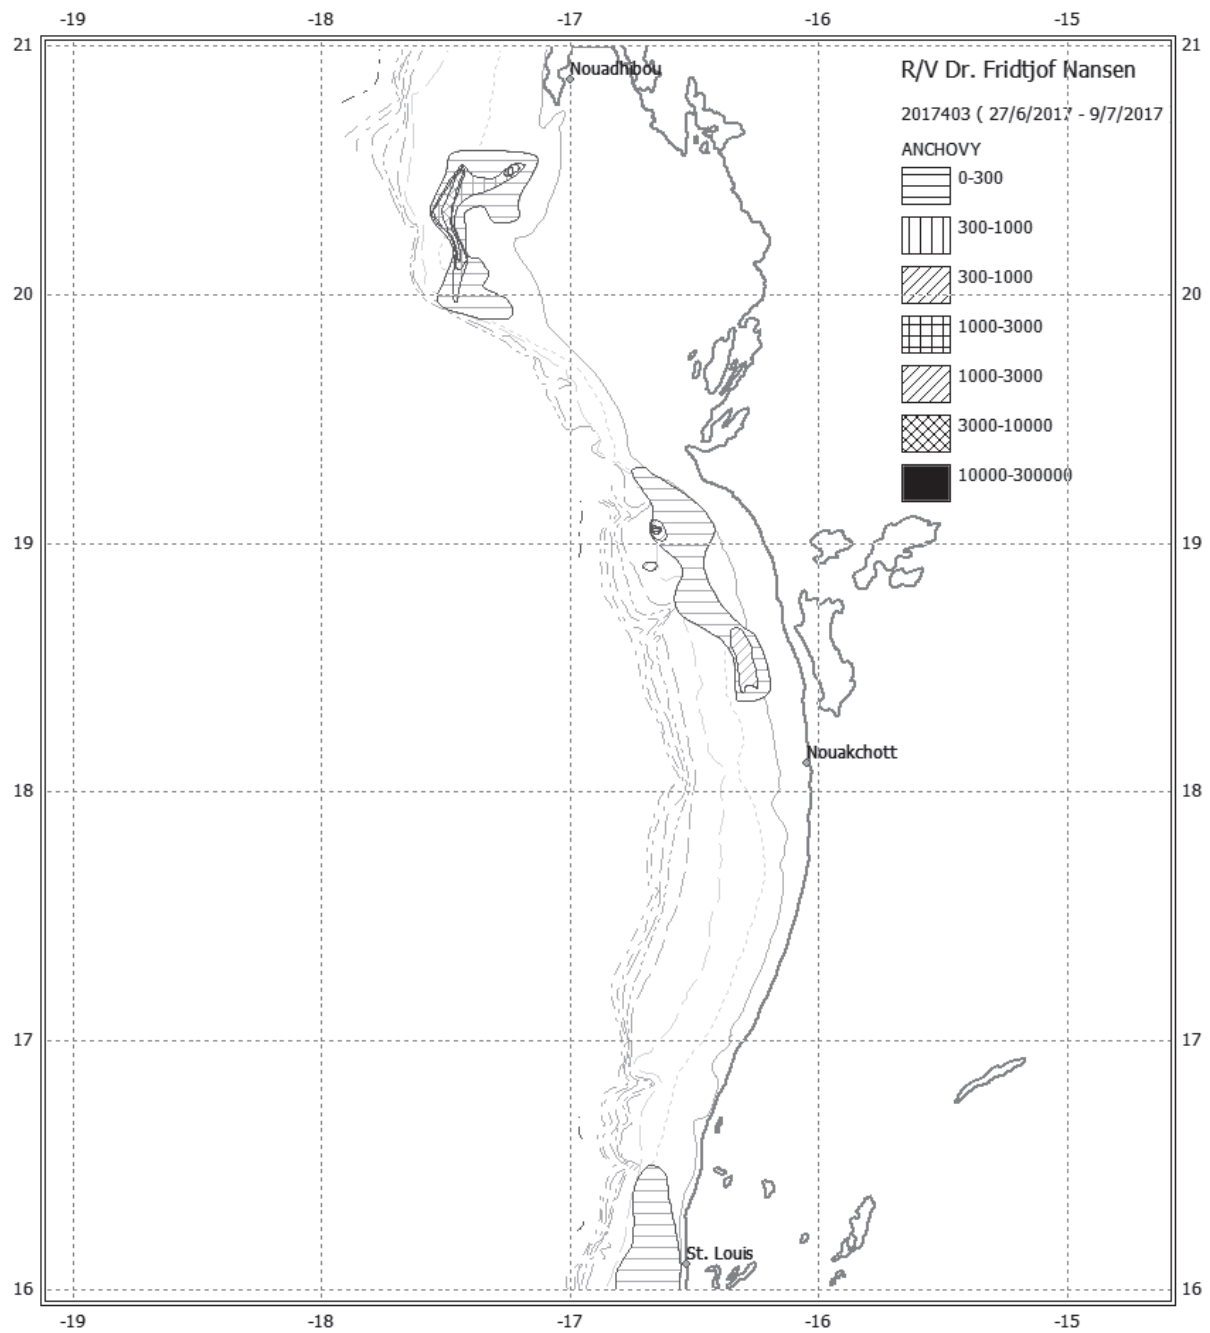 -19 -18 -17 -16 -15
21 21
Nouadhibou
R/V Dr. Fridtjof Nansen
2017403 ( 27/6/2017 - 9/7/2017
ANCHOVY
0-300
300-1000
300-1000
20 20
1000-3000
1000-3000
3000-10000
10000-300000
19 19
Nouakchott
18 18
17 17
St. Louis
16 16
-19 -18 -17 -16 -15